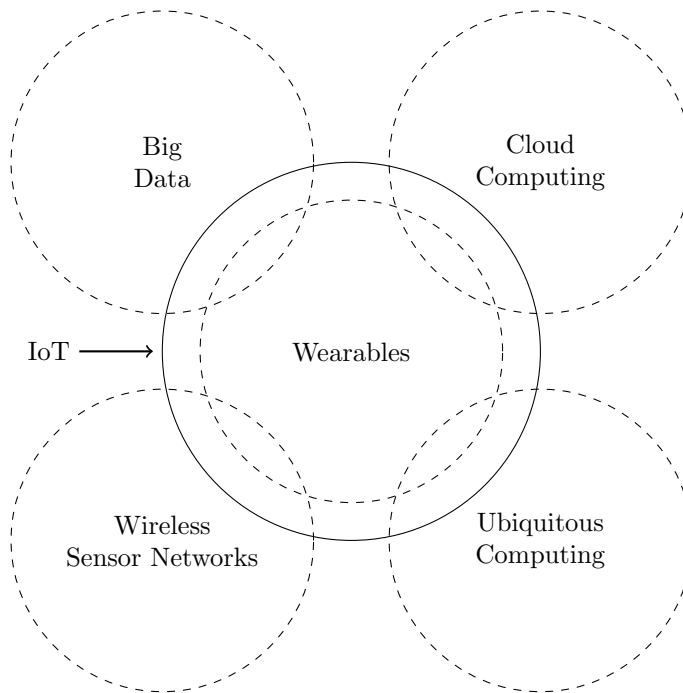 Big
Data
Cloud
Computing
IoT
Wearables
Wireless
Sensor Networks
Ubiquitous
Computing